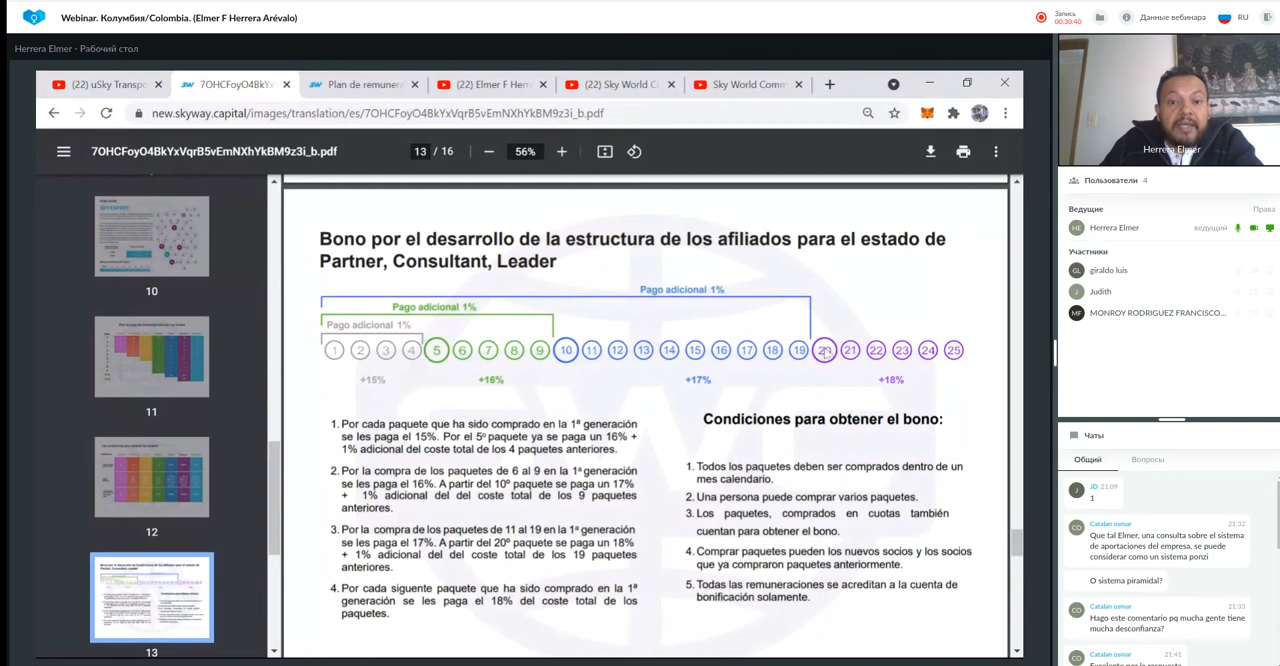 Webinar. Колумбия/Colombia. (Elmer F Herrera Arévalo)
Запись
00:30:40
Данные вебинара
RU
Herrera Elmer - Рабочий стол
(22) uSky Transpo
7OHCFoyO4BkYx
Plan de remunera
(22) Elmer F Herr
(22) Sky World Co
Sky World Comm
new.skyway.capital/images/translation/es/7OHCFoyO4BkYxVqrB5vEmNXhYkBM9z3i_b.pdf
7OHCFoyO4BkYxVqrB5vEmNXhYkBM9z3i_b.pdf
13 / 16
56%
10
11
12
13
Bono por el desarrollo de la estructura de los afiliados para el estado de
Partner, Consultant, Leader
Pago adicional 1%
Pago adicional 1%
Pago adicional 1%
1 2 3 4 5 6 7 8 9 10 11 12 13 14 15 16 17 18 19 20 21 22 23 24 25
+15% +16% +17% +18%
1. Por cada paquete que ha sido comprado en la 1ª generación
se les paga el 15%. Por el 5º paquete ya se paga un 16% +
1% adicional del coste total de los 4 paquetes anteriores.
2. Por la compra de los paquetes de 6 al 9 en la 1ª generación
se les paga el 16%. A partir del 10º paquete se paga un 17%
+ 1% adicional del del coste total de los 9 paquetes
anteriores.
3. Por la compra de los paquetes de 11 al 19 en la 1ª generación
se les paga el 17%. A partir del 20º paquete se paga un 18%
+ 1% adicional del del coste total de los 19 paquetes
anteriores.
4. Por cada siguiente paquete que ha sido comprado en la 1ª
generación se les paga el 18% del coste total de los
paquetes.
Condiciones para obtener el bono:
1. Todos los paquetes deben ser comprados dentro de un
mes calendario.
2. Una persona puede comprar varios paquetes.
3. Los paquetes, comprados en cuotas también
cuentan para obtener el bono.
4. Comprar paquetes pueden los nuevos socios y los socios
que ya compraron paquetes anteriormente.
5. Todas las remuneraciones se acreditan a la cuenta de
bonificación solamente.
Herrera Elmer
Пользователи 4
Ведущие
Права
HE
Herrera Elmer
ведущий
Участники
GL
giraldo luis
J
Judith
MF
MONROY RODRIGUEZ FRANCISCO...
Чаты
Общий
Вопросы
J
JD 21:09
1
CO
Catalan osmar
21:32
Que tal Elmer, una consulta sobre el sistema
de aportaciones del empresa, se puede
considerar como un sistema ponzi
O sistema piramidal?
CO
Catalan osmar
21:33
Hago este comentario pq mucha gente tiene
mucha desconfianza?
CO
Catalan osmar
21:41